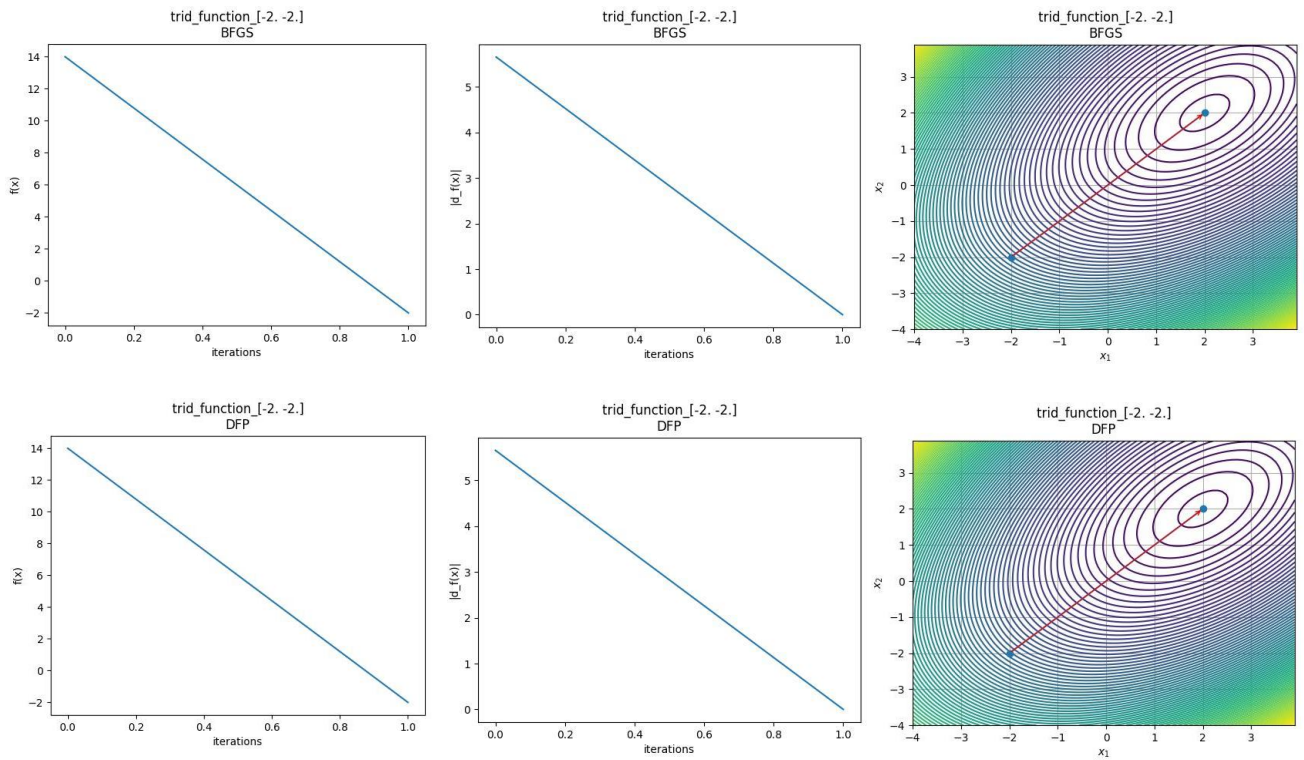 trid_function_[-2. -2.]
BFGS
14
12
10
8
6
4
2
0
−2
f(x)
0.0 0.2 0.4 0.6 0.8 1.0
iterations
trid_function_[-2. -2.]
BFGS
5
4
3
2
1
0
|d_f(x)|
0.0 0.2 0.4 0.6 0.8 1.0
iterations
trid_function_[-2. -2.]
BFGS
3
2
1
0
−1
−2
−3
−4
x₂
−4 −3 −2 −1 0 1 2 3
x₁
trid_function_[-2. -2.]
DFP
14
12
10
8
6
4
2
0
−2
f(x)
0.0 0.2 0.4 0.6 0.8 1.0
iterations
trid_function_[-2. -2.]
DFP
5
4
3
2
1
0
|d_f(x)|
0.0 0.2 0.4 0.6 0.8 1.0
iterations
trid_function_[-2. -2.]
DFP
3
2
1
0
−1
−2
−3
−4
x₂
−4 −3 −2 −1 0 1 2 3
x₁